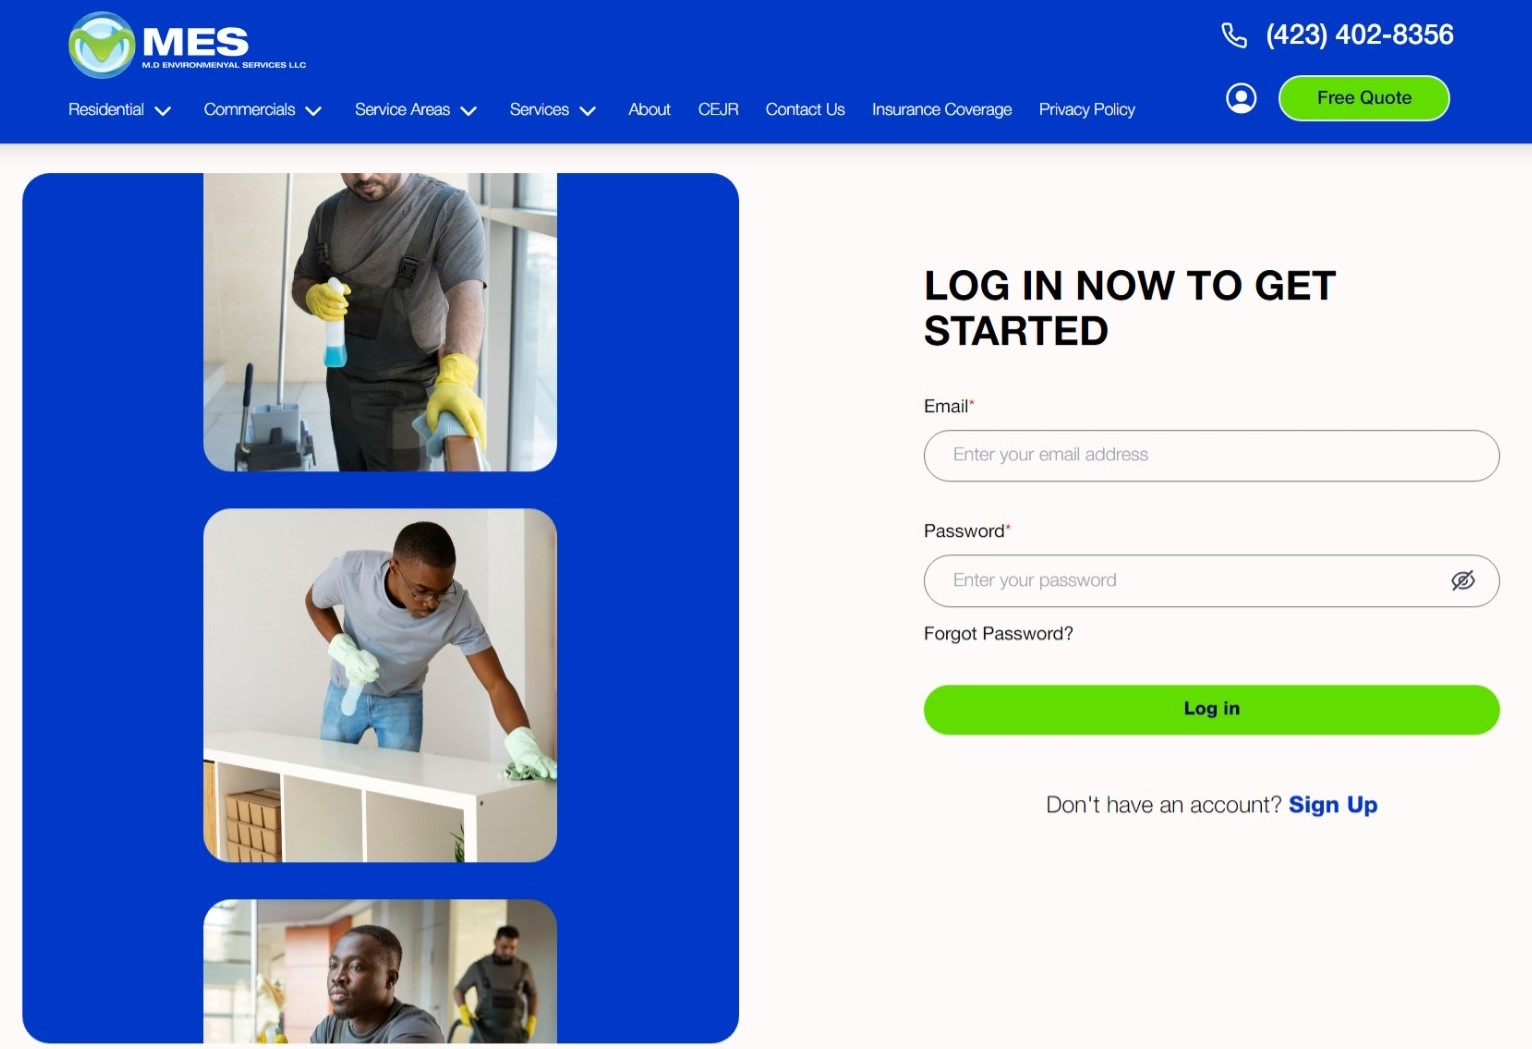 MES
M.D ENVIRONMENYAL SERVICES LLC
(423) 402-8356
Residential Commercials Service Areas Services About CEJR Contact Us Insurance Coverage Privacy Policy
Free Quote
LOG IN NOW TO GET
STARTED
Email*
Enter your email address
Password*
Enter your password
Forgot Password?
Log in
Don't have an account? Sign Up